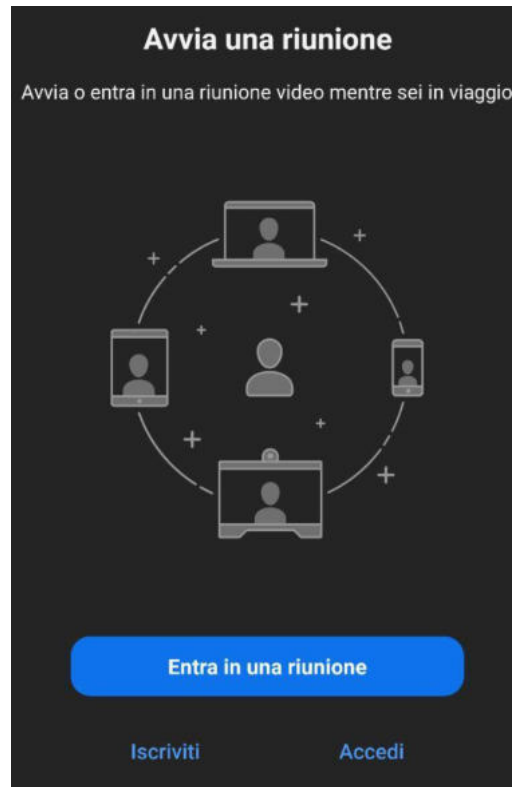 Avvia una riunione
Avvia o entra in una riunione video mentre sei in viaggio
Entra in una riunione
Iscriviti
Accedi